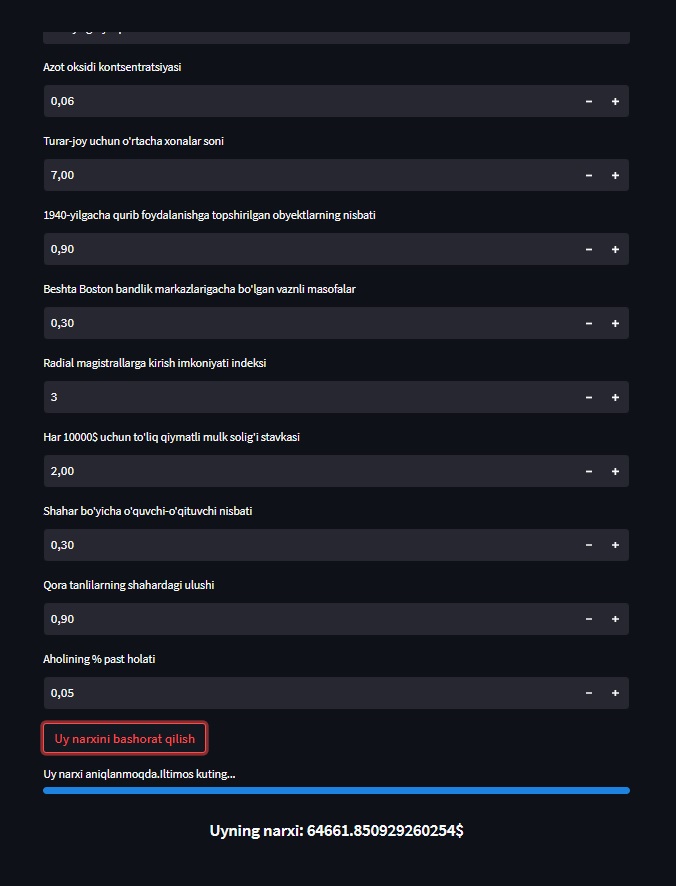 Azot oksidi kontsentratsiyasi
0,06
Turar-joy uchun o'rtacha xonalar soni
7,00
1940-yilgacha qurib foydalanishga topshirilgan obyektlarning nisbati
0,90
Beshta Boston bandlik markazlarigacha bo'lgan vaznli masofalar
0,30
Radial magistrallarga kirish imkoniyati indeksi
3
Har 10000$ uchun to'liq qiymatli mulk solig'i stavkasi
2,00
Shahar bo'yicha o'quvchi-o'qituvchi nisbati
0,30
Qora tanlilarning shahardagi ulushi
0,90
Aholining % past holati
0,05
Uy narxini bashorat qilish
Uy narxi aniqlanmoqda.Iltimos kuting...
Uyning narxi: 64661.850929260254$